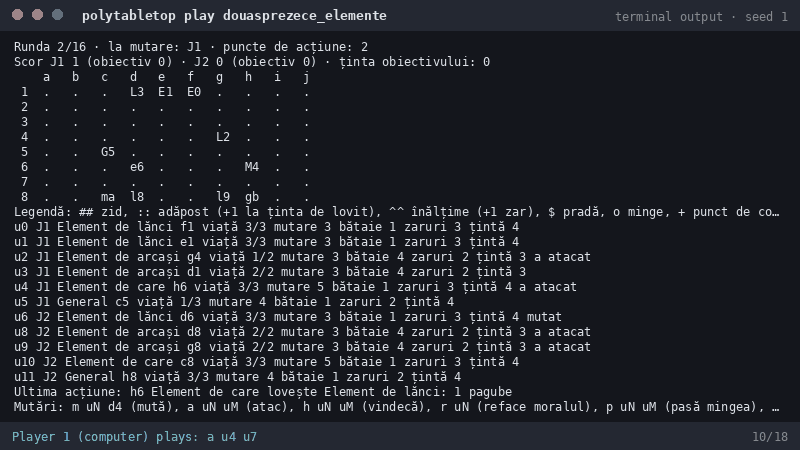 polytabletop play douasprezece_elemente
terminal output · seed 1
Runda 2/16 · la mutare: J1 · puncte de acțiune: 2
Scor J1 1 (obiectiv 0) · J2 0 (obiectiv 0) · ținta obiectivului: 0
a b c d e f g h i j
1 . . . L3 E1 E0 . . . .
2 . . . . . . . . . .
3 . . . . . . . . . .
4 . . . . . . L2 . . .
5 . . G5 . . . . . . .
6 . . . e6 . . . M4 . .
7 . . . . . . . . . .
8 . . ma l8 . . l9 gb . .
Legendă: ## zid, :: adăpost (+1 la ținta de lovit), ^^ înălțime (+1 zar), $ pradă, o minge, + punct de co…
u0 J1 Element de lănci f1 viață 3/3 mutare 3 bătaie 1 zaruri 3 țintă 4
u1 J1 Element de lănci e1 viață 3/3 mutare 3 bătaie 1 zaruri 3 țintă 4
u2 J1 Element de arcași g4 viață 1/2 mutare 3 bătaie 4 zaruri 2 țintă 3 a atacat
u3 J1 Element de arcași d1 viață 2/2 mutare 3 bătaie 4 zaruri 2 țintă 3
u4 J1 Element de care h6 viață 3/3 mutare 5 bătaie 1 zaruri 3 țintă 4 a atacat
u5 J1 General c5 viață 1/3 mutare 4 bătaie 1 zaruri 2 țintă 4
u6 J2 Element de lănci d6 viață 3/3 mutare 3 bătaie 1 zaruri 3 țintă 4 mutat
u8 J2 Element de arcași d8 viață 2/2 mutare 3 bătaie 4 zaruri 2 țintă 3 a atacat
u9 J2 Element de arcași g8 viață 2/2 mutare 3 bătaie 4 zaruri 2 țintă 3 a atacat
u10 J2 Element de care c8 viață 3/3 mutare 5 bătaie 1 zaruri 3 țintă 4
u11 J2 General h8 viață 3/3 mutare 4 bătaie 1 zaruri 2 țintă 4
Ultima acțiune: h6 Element de care lovește Element de lănci: 1 pagube
Mutări: m uN d4 (mută), a uN uM (atac), h uN uM (vindecă), r uN (reface moralul), p uN uM (pasă mingea), …
Player 1 (computer) plays: a u4 u7
10/18